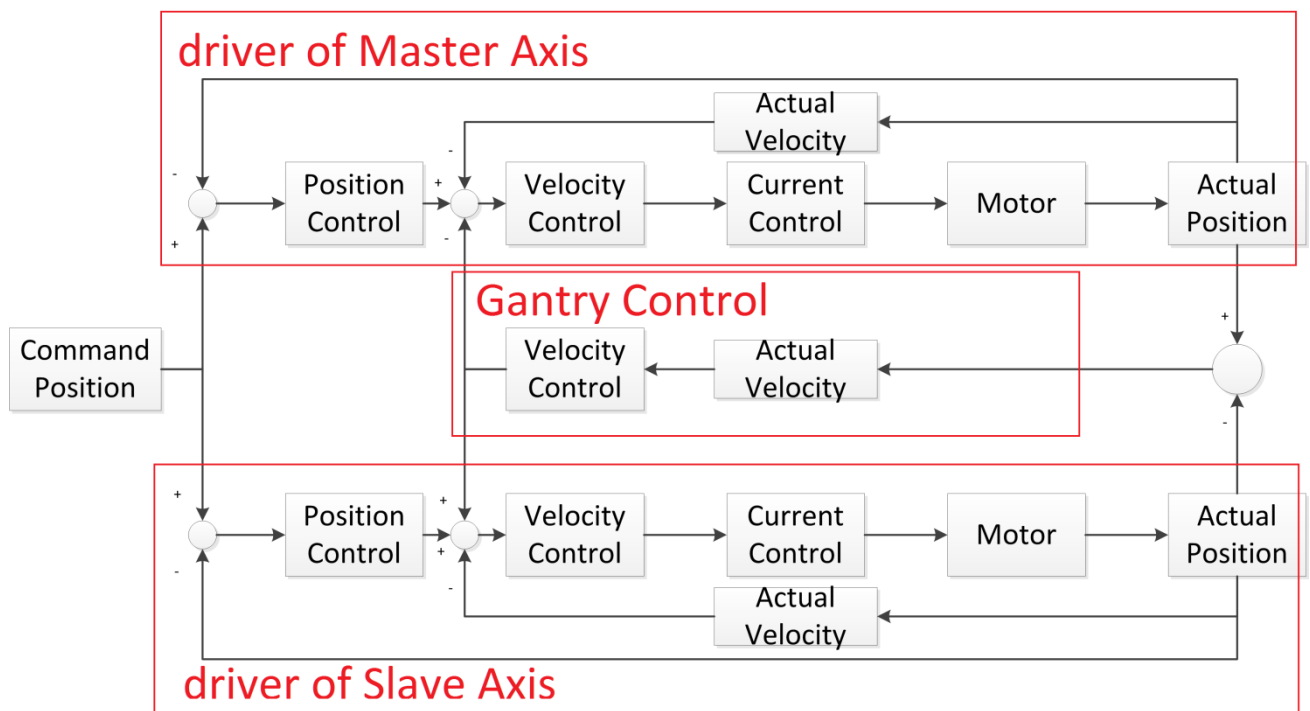 driver of Master Axis
Actual
Velocity
-
-
+
Position
Control
Velocity
Control
Current
Control
Motor
Actual
Position
+
-
Gantry Control
+
Command
Position
Velocity
Control
Actual
Velocity
-
+
+
Position
Control
Velocity
Control
Current
Control
Motor
Actual
Position
+
-
-
Actual
Velocity
driver of Slave Axis